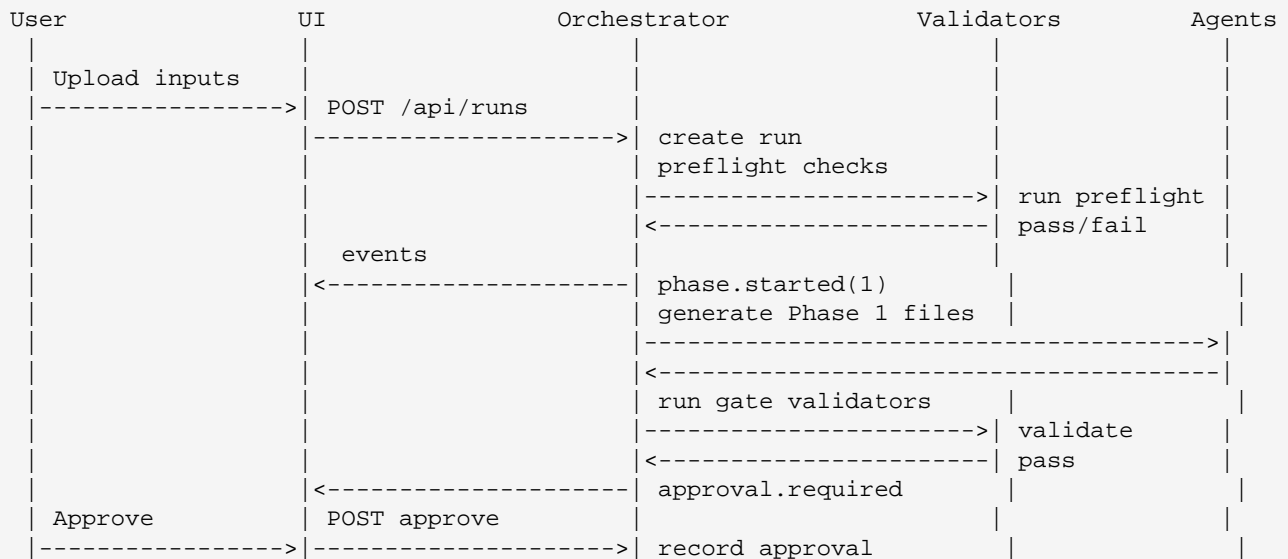 User UI Orchestrator Validators Agents
Upload inputs
POST /api/runs
create run
preflight checks
run preflight
pass/fail
events
phase.started(1)
generate Phase 1 files
run gate validators
validate
pass
approval.required
Approve POST approve
record approval